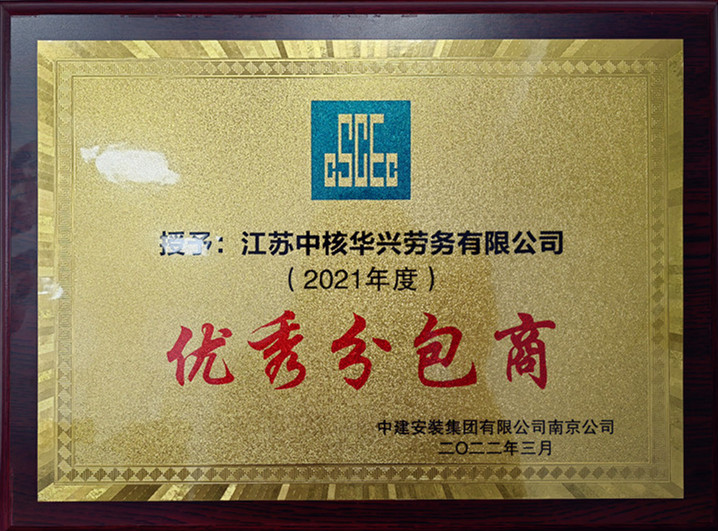 CSCEC
授予：江苏中核华兴劳务有限公司
（2021年度）
优秀分包商
中建安装集团有限公司南京公司
二〇二二年三月